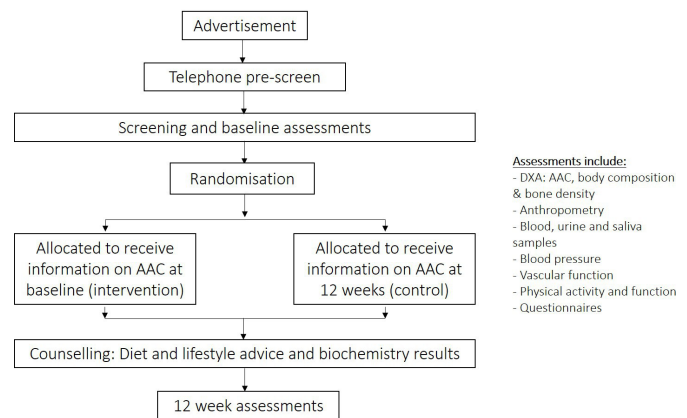 Advertisement
Telephone pre-screen
Screening and baseline assessments
Randomisation
Allocated to receive
information on AAC at
baseline (intervention)
Allocated to receive
information on AAC at
12 weeks (control)
Counselling: Diet and lifestyle advice and biochemistry results
12 week assessments
Assessments include:
- DXA: AAC, body composition
& bone density
- Anthropometry
- Blood, urine and saliva
samples
- Blood pressure
- Vascular function
- Physical activity and function
- Questionnaires